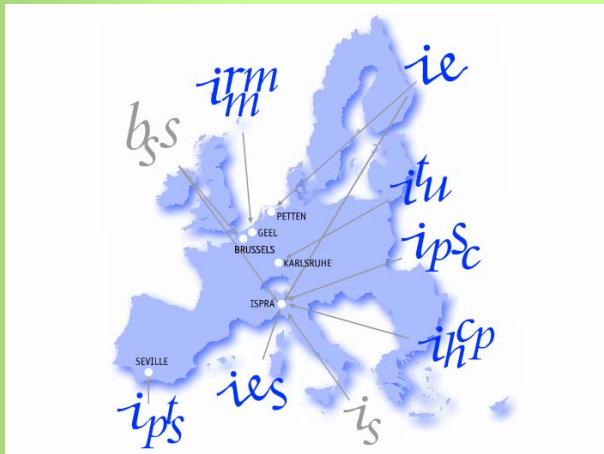 ie
irmm
bss
itu
PETTEN
GEEL
BRUSSELS
ipsc
KARLSRUHE
ISPRA
ihcp
SEVILLE
ies
ipts
is